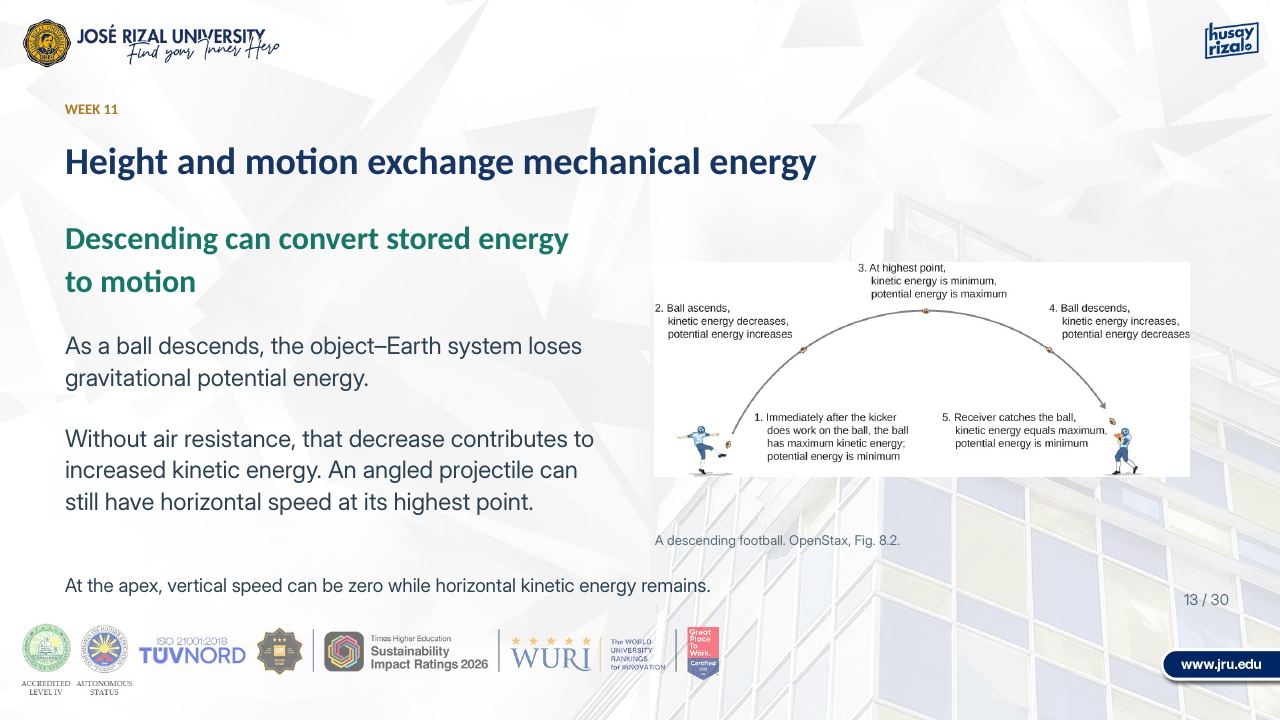 JOSÉ RIZAL UNIVERSITY
Find your Inner Hero
husay
rizal
WEEK 11
Height and motion exchange mechanical energy
Descending can convert stored energy
to motion
As a ball descends, the object–Earth system loses
gravitational potential energy.
Without air resistance, that decrease contributes to
increased kinetic energy. An angled projectile can
still have horizontal speed at its highest point.
3. At highest point,
kinetic energy is minimum,
potential energy is maximum
2. Ball ascends,
kinetic energy decreases,
potential energy increases
4. Ball descends,
kinetic energy increases,
potential energy decreases
1. Immediately after the kicker
does work on the ball, the ball
has maximum kinetic energy;
potential energy is minimum
5. Receiver catches the ball,
kinetic energy equals maximum,
potential energy is minimum
A descending football. OpenStax, Fig. 8.2.
At the apex, vertical speed can be zero while horizontal kinetic energy remains.
13 / 30
ACCREDITED
LEVEL IV
AUTONOMOUS
STATUS
ISO 21001:2018
TÜVNORD
Times Higher Education
Sustainability
Impact Ratings 2026
WURI
The WORLD
UNIVERSITY
RANKINGS
for INNOVATION
Great
Place
To
Work.
Certified
www.jru.edu